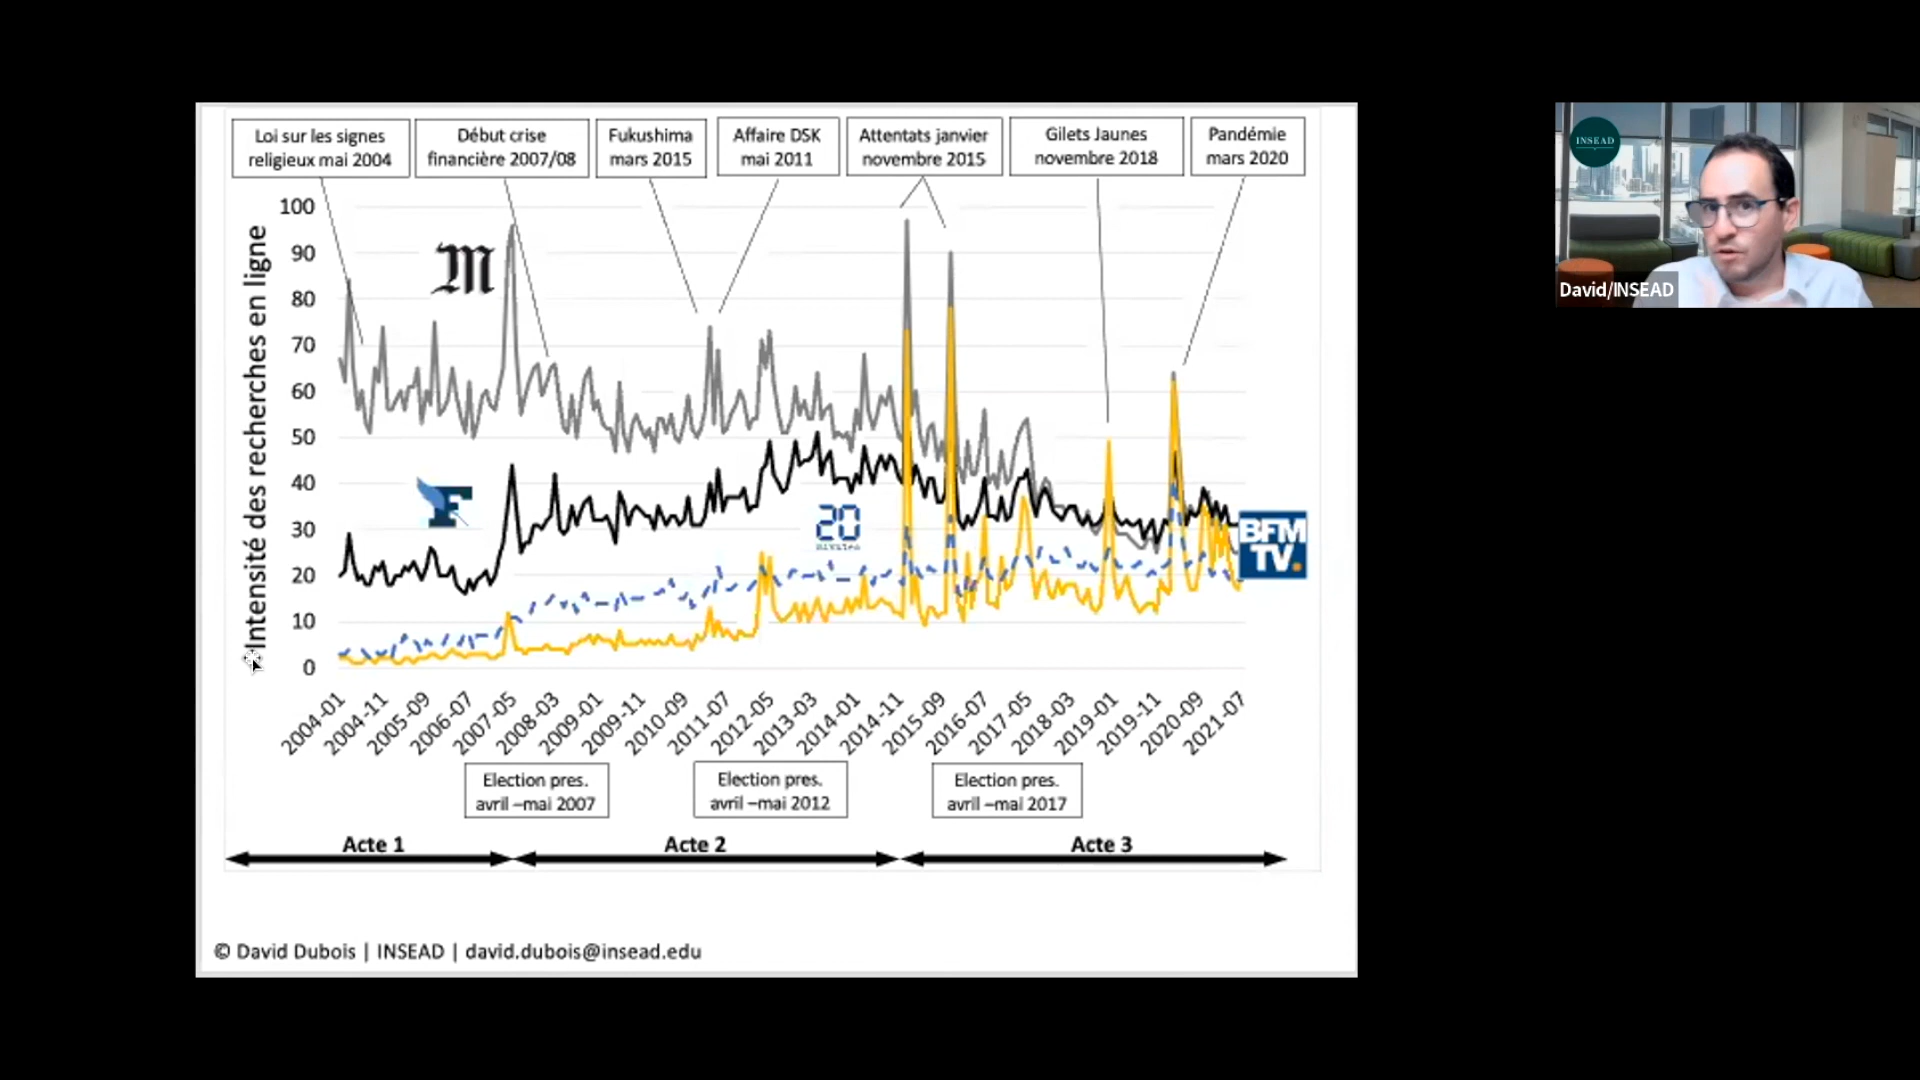 Loi sur les signes
religieux mai 2004
Début crise
financière 2007/08
Fukushima
mars 2015
Affaire DSK
mai 2011
Attentats janvier
novembre 2015
Gilets Jaunes
novembre 2018
Pandémie
mars 2020
Intensité des recherches en ligne
100
90
80
70
60
50
40
30
20
10
0
M
F
20
BFM
TV.
2004-01
2004-11
2005-09
2006-07
2007-05
2008-03
2009-01
2009-11
2010-09
2011-07
2012-05
2013-03
2014-01
2014-11
2015-09
2016-07
2017-05
2018-03
2019-01
2019-11
2020-09
2021-07
Election pres.
avril –mai 2007
Election pres.
avril –mai 2012
Election pres.
avril –mai 2017
Acte 1
Acte 2
Acte 3
© David Dubois | INSEAD | david.dubois@insead.edu
INSEAD
David/INSEAD